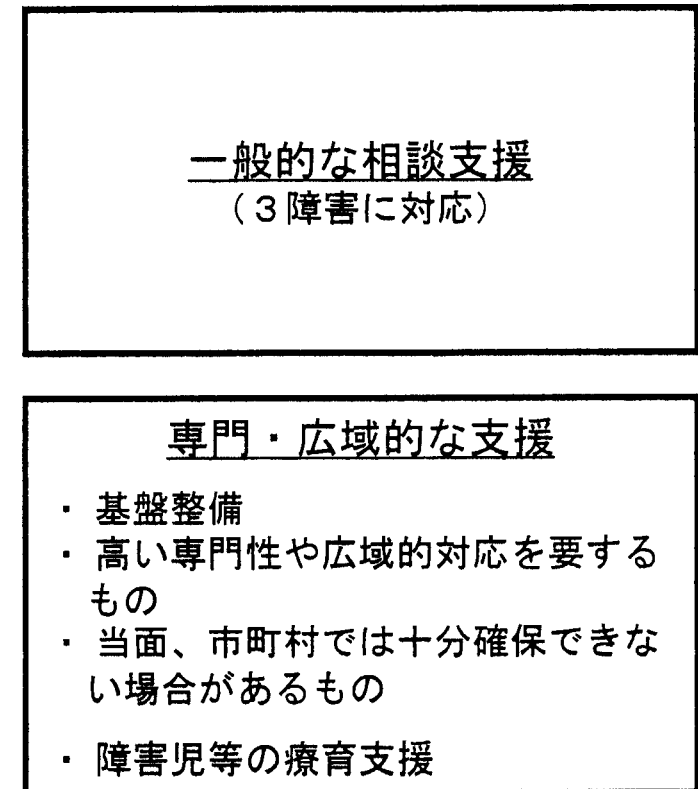 一般的な相談支援
（3障害に対応）
専門・広域的な支援
・ 基盤整備
・ 高い専門性や広域的対応を要する
もの
・ 当面、市町村では十分確保できな
い場合があるもの
・ 障害児等の療育支援